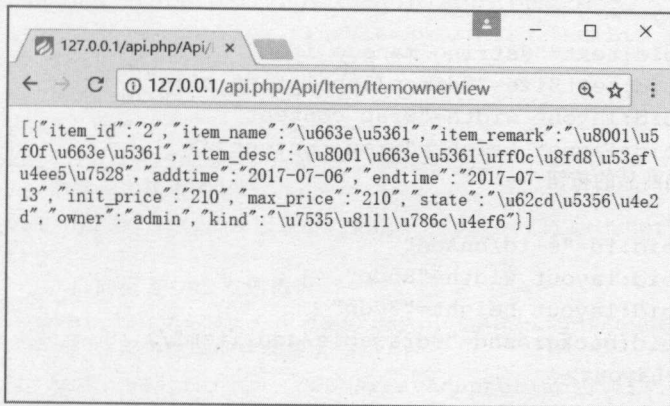 127.0.0.1/api.php/Api/I
127.0.0.1/api.php/Api/Item/ItemownerView
[{"item_id":"2","item_name":"\u663e\u5361","item_remark":"\u8001\u5
f0f\u663e\u5361","item_desc":"\u8001\u663e\u5361\uff0c\u8fd8\u53ef\
u4ee5\u7528","addtime":"2017-07-06","endtime":"2017-07-
13","init_price":"210","max_price":"210","state":"\u62cd\u5356\u4e2
d","owner":"admin","kind":"\u7535\u8111\u786c\u4ef6"}]